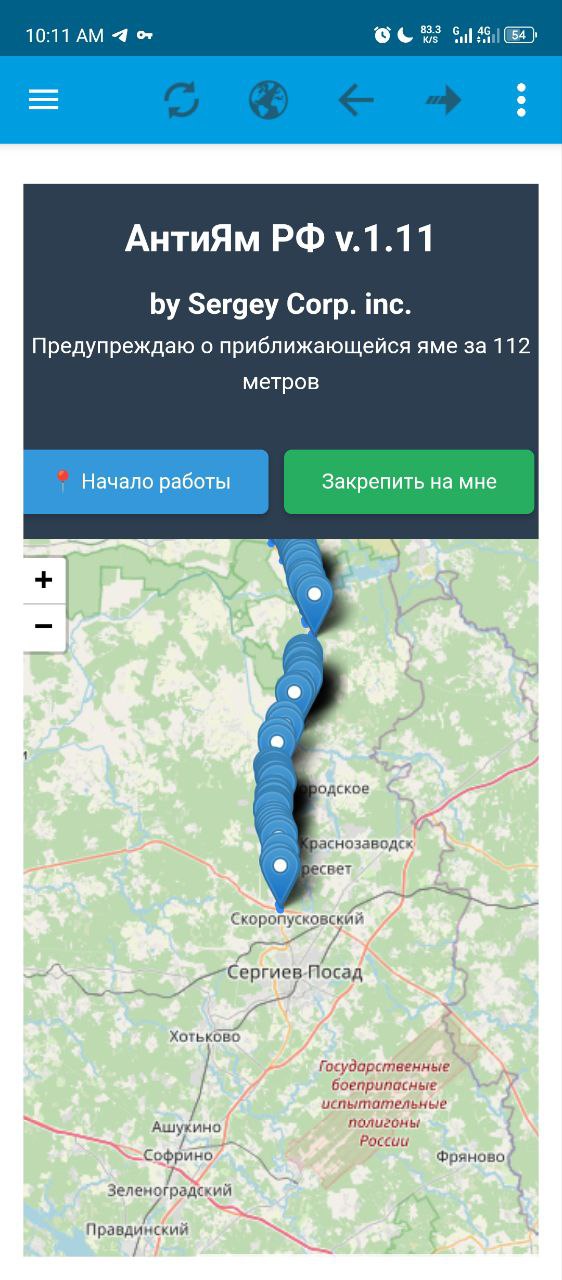 10:11 AM
83.3
K/S
G
4G
54
АнтиЯм РФ v.1.11
by Sergey Corp. inc.
Предупреждаю о приближающейся яме за 112
метров
Начало работы
Закрепить на мне
+
−
ородское
Краснозаводск
ресвет
Скоропусковский
Сергиев Посад
Хотьково
Государственные
боеприпасные
испытательные
полигоны
России
Ашукино
Софрино
Фряново
Зеленоградский
Правдинский